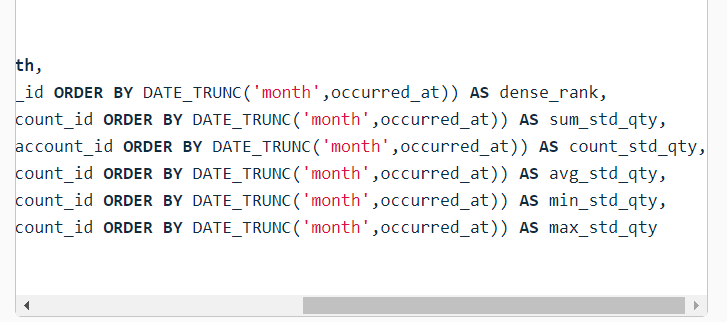 th,
_id ORDER BY DATE_TRUNC('month',occurred_at)) AS dense_rank,
count_id ORDER BY DATE_TRUNC('month',occurred_at)) AS sum_std_qty,
account_id ORDER BY DATE_TRUNC('month',occurred_at)) AS count_std_qty,
count_id ORDER BY DATE_TRUNC('month',occurred_at)) AS avg_std_qty,
count_id ORDER BY DATE_TRUNC('month',occurred_at)) AS min_std_qty,
count_id ORDER BY DATE_TRUNC('month',occurred_at)) AS max_std_qty